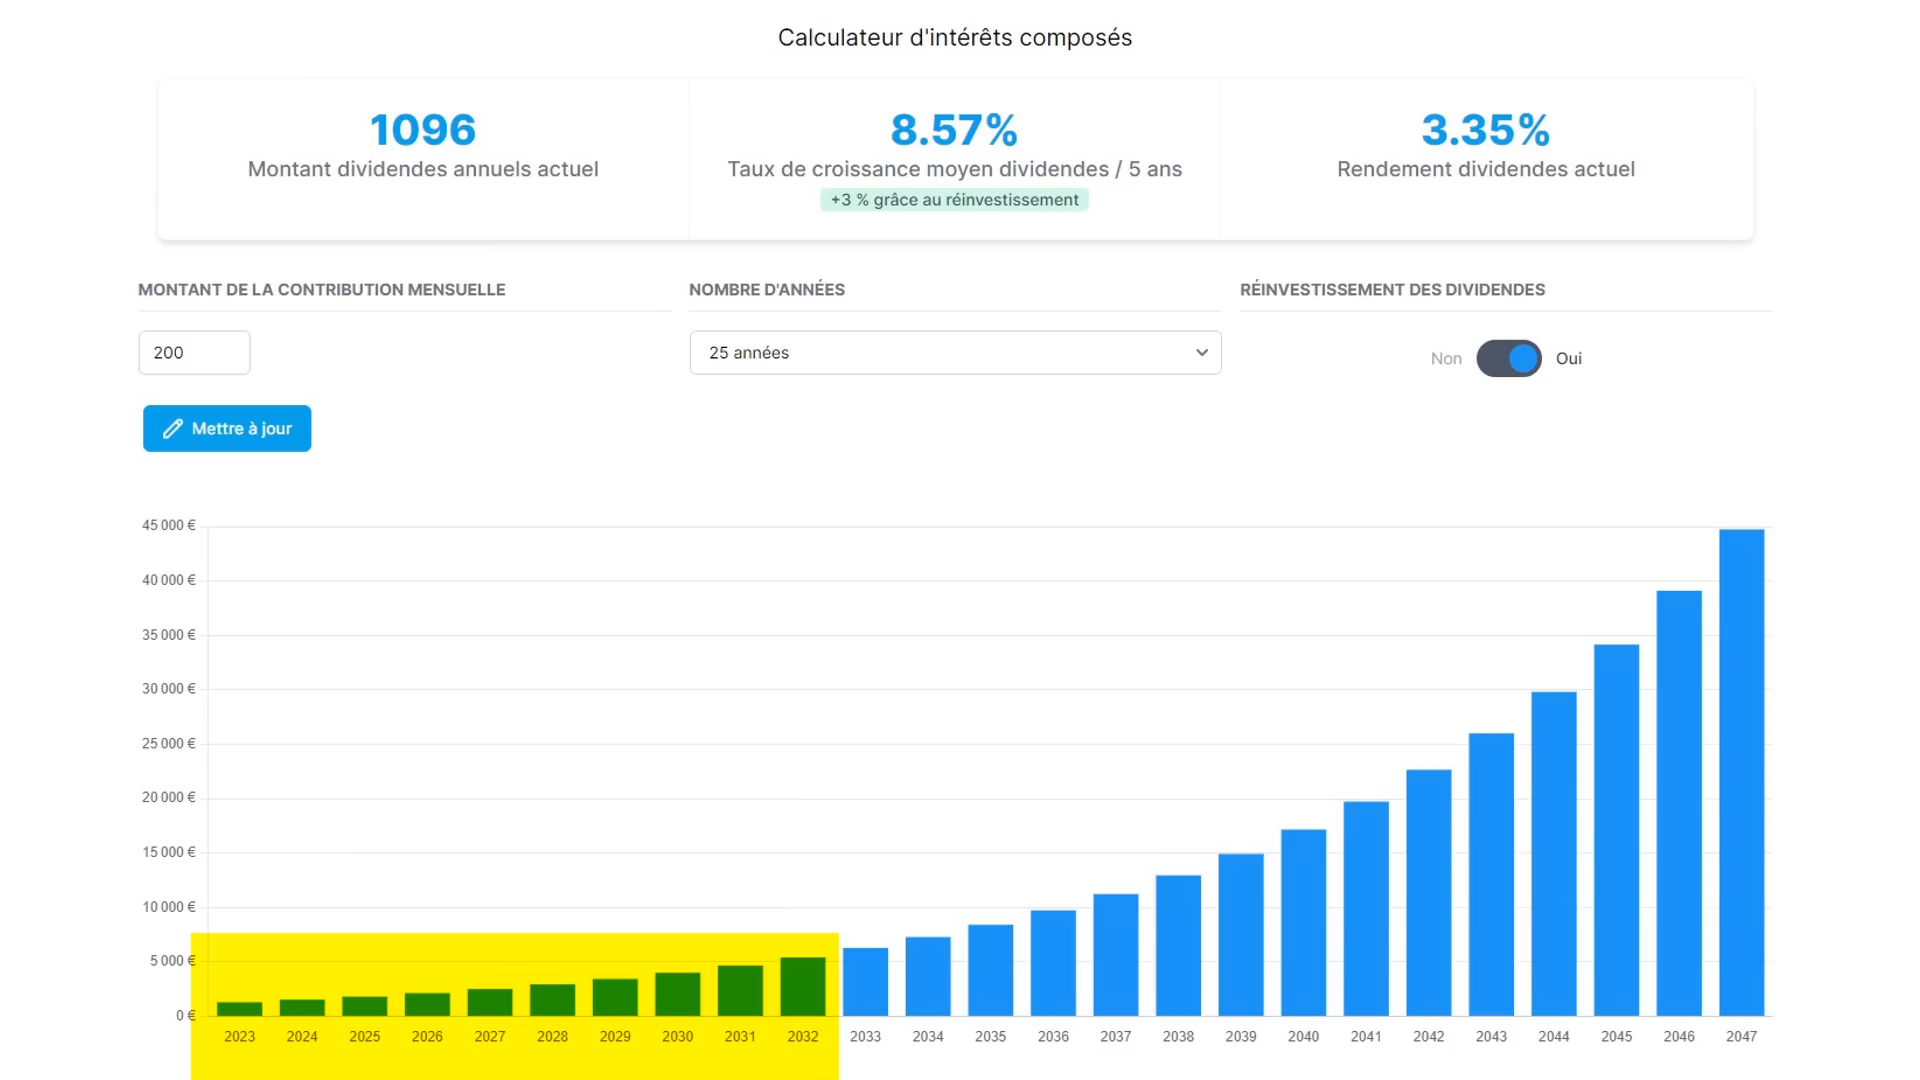 Calculateur d'intérêts composés
1096
Montant dividendes annuels actuel
8.57%
Taux de croissance moyen dividendes / 5 ans
+3 % grâce au réinvestissement
3.35%
Rendement dividendes actuel
MONTANT DE LA CONTRIBUTION MENSUELLE
200
NOMBRE D'ANNÉES
25 années
RÉINVESTISSEMENT DES DIVIDENDES
Non
Oui
Mettre à jour
45 000 €
40 000 €
35 000 €
30 000 €
25 000 €
20 000 €
15 000 €
10 000 €
5 000 €
0 €
2023 2024 2025 2026 2027 2028 2029 2030 2031 2032 2033 2034 2035 2036 2037 2038 2039 2040 2041 2042 2043 2044 2045 2046 2047